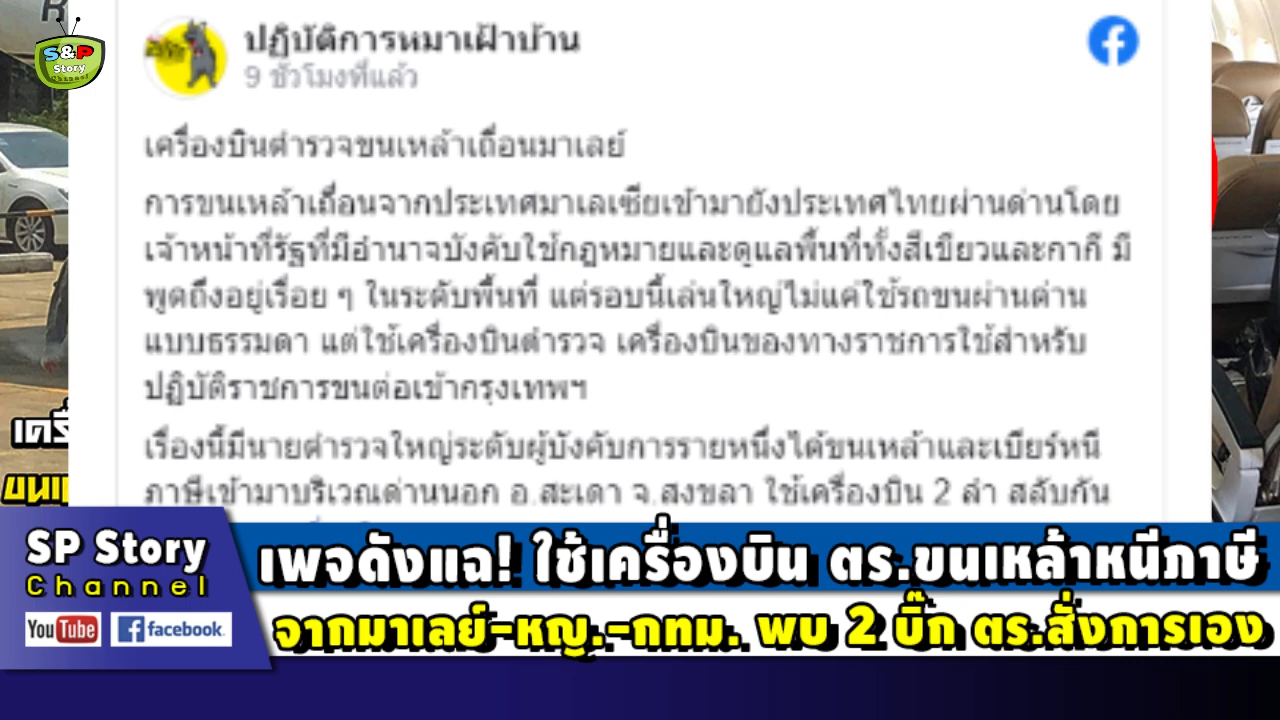 R
S&P
Story
Channel
ปฏิบัติการหมาเฝ้าบ้าน
9 ชั่วโมงที่แล้ว
เครื่องบินตำรวจขนเหล้าเถื่อนมาเลย์
การขนเหล้าเถื่อนจากประเทศมาเลเซียเข้ามายังประเทศไทยผ่านด่านโดย
เจ้าหน้าที่รัฐที่มีอำนาจบังคับใช้กฎหมายและดูแลพื้นที่ทั้งสีเขียวและกากี มี
พูดถึงอยู่เรื่อย ๆ ในระดับพื้นที่ แต่รอบนี้เล่นใหญ่ไม่แค่ใช้รถขนผ่านด่าน
แบบธรรมดา แต่ใช้เครื่องบินตำรวจ เครื่องบินของทางราชการใช้สำหรับ
ปฏิบัติราชการขนต่อเข้ากรุงเทพฯ
เรื่องนี้มีนายตำรวจใหญ่ระดับผู้บังคับการรายหนึ่งได้ขนเหล้าและเบียร์หนี
ภาษีเข้ามาบริเวณด่านนอก อ.สะเดา จ.สงขลา ใช้เครื่องบิน 2 ลำ สลับกัน
SP Story
Channel
YouTube
facebook
เพจดังแฉ! ใช้เครื่องบิน ตร.ขนเหล้าหนีภาษี
จากมาเลย์-หญ.-กทม. พบ 2 บิ๊ก ตร.สั่งการเอง